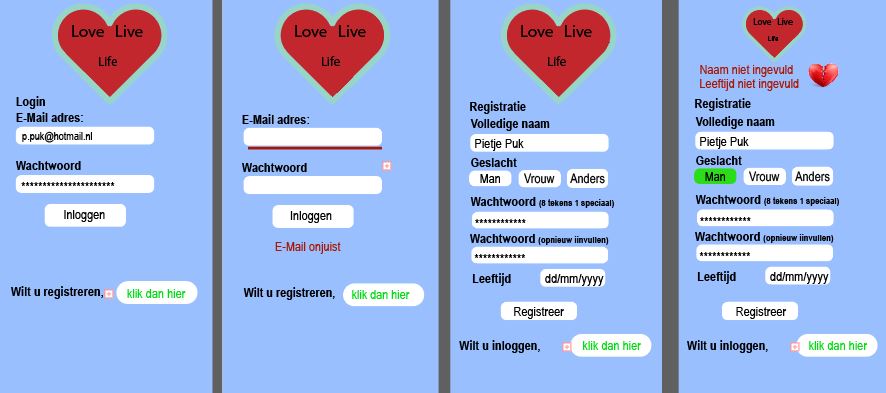 Love Live
Life
Login
E-Mail adres:
p.puk@hotmail.nl
Wachtwoord
**********************
Inloggen
Wilt u registreren,
klik dan hier
Love Live
Life
E-Mail adres:
Wachtwoord
Inloggen
E-Mail onjuist
Wilt u registreren,
klik dan hier
Love Live
Life
Registratie
Volledige naam
Pietje Puk
Geslacht
Man Vrouw Anders
Wachtwoord (8 tekens 1 speciaal)
************
Wachtwoord (opnieuw iinvullen)
************
Leeftijd dd/mm/yyyy
Registreer
Wilt u inloggen,
klik dan hier
Love Live
Life
Naam niet ingevuld
Leeftijd niet ingevuld
Registratie
Volledige naam
Pietje Puk
Geslacht
Man Vrouw Anders
Wachtwoord (8 tekens 1 speciaal)
************
Wachtwoord (opnieuw iinvullen)
************
Leeftijd dd/mm/yyyy
Registreer
Wilt u inloggen,
klik dan hier